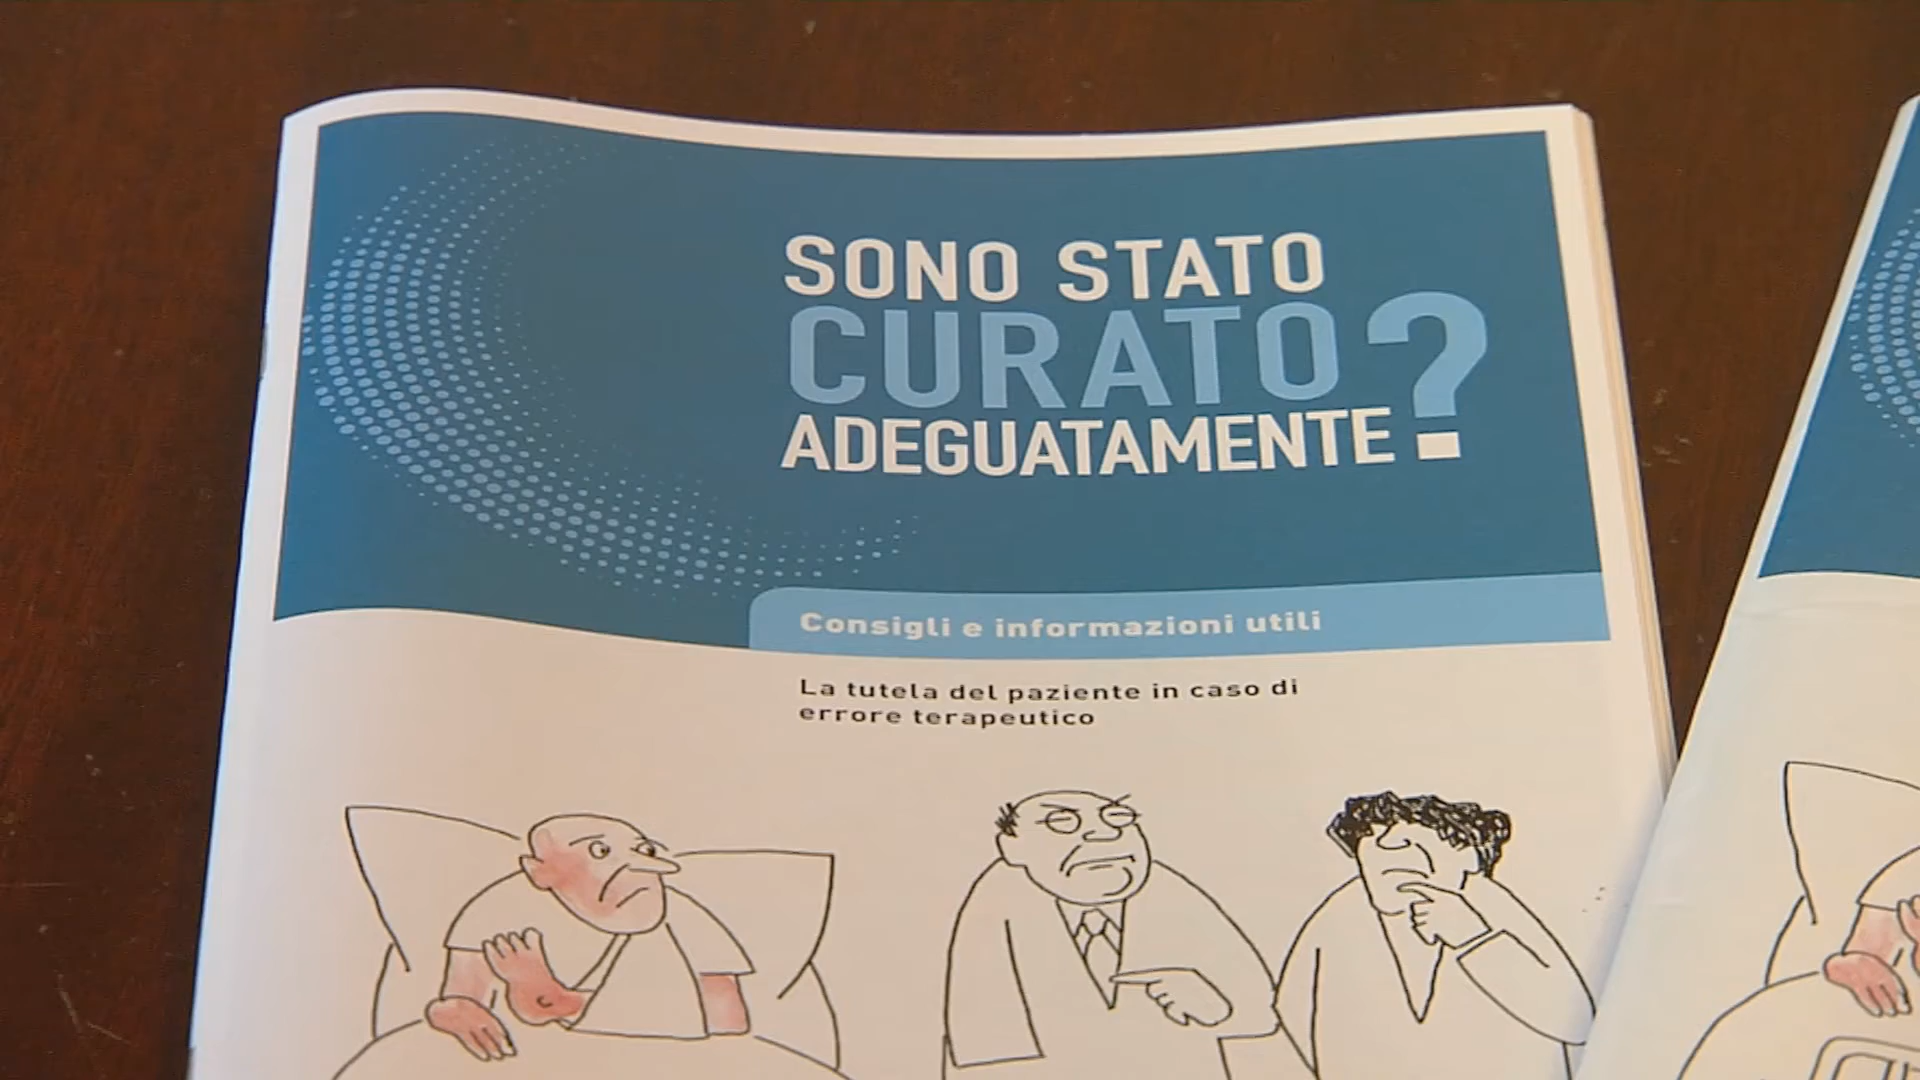 SONO STATO
CURATO
ADEGUATAMENTE?
Consigli e informazioni utili
La tutela del paziente in caso di
errore terapeutico